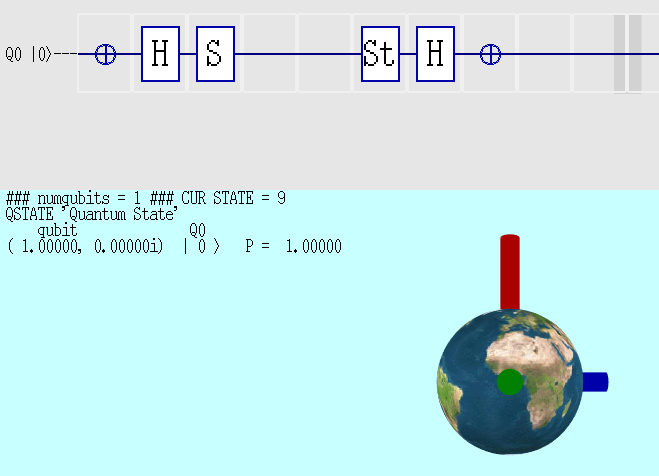 Q0 |0⟩--- H S St H
### numqubits = 1 ### CUR STATE = 9
QSTATE 'Quantum State'
qubit Q0
( 1.00000, 0.00000i) | 0 ⟩ P = 1.00000